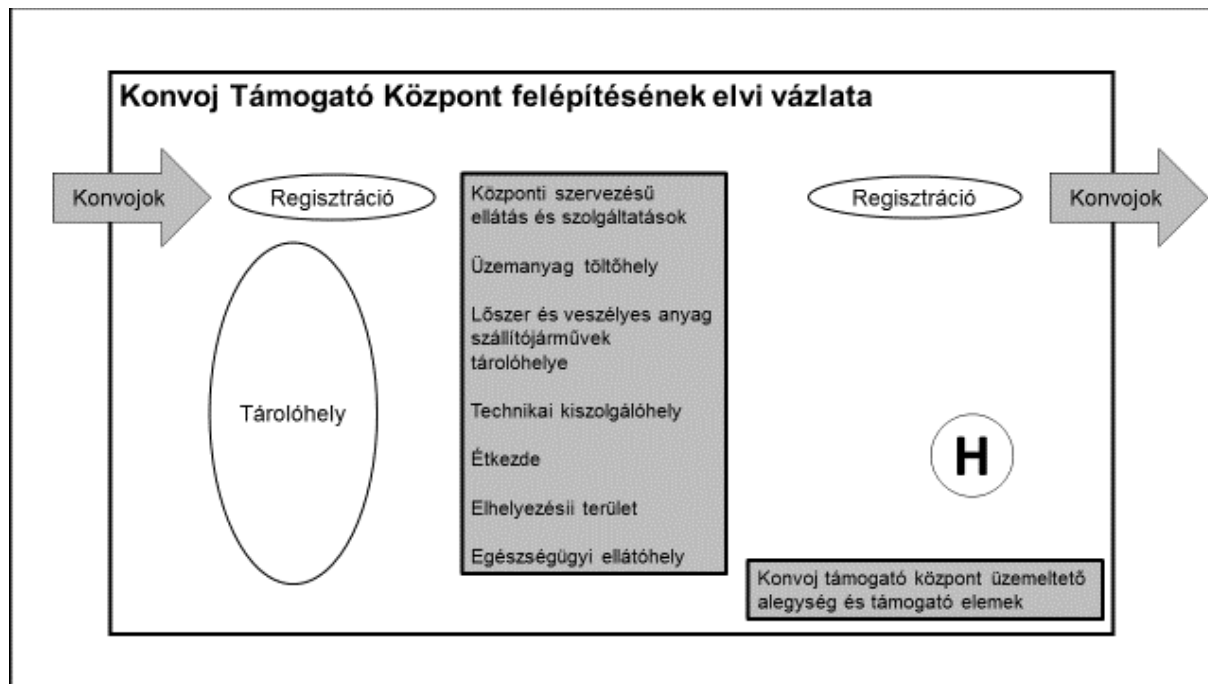 Konvoj Támogató Központ felépítésének elvi vázlata
Konvojok
Regisztráció
Tárolóhely
Központi szervezésű
ellátás és szolgáltatások
Üzemanyag töltőhely
Lőszer és veszélyes anyag
szállítójárművek
tárolóhelye
Technikai kiszolgálóhely
Étkezde
Elhelyezésii terület
Egészségügyi ellátóhely
Regisztráció
Konvojok
H
Konvoj támogató központ üzemeltető
alegység és támogató elemek